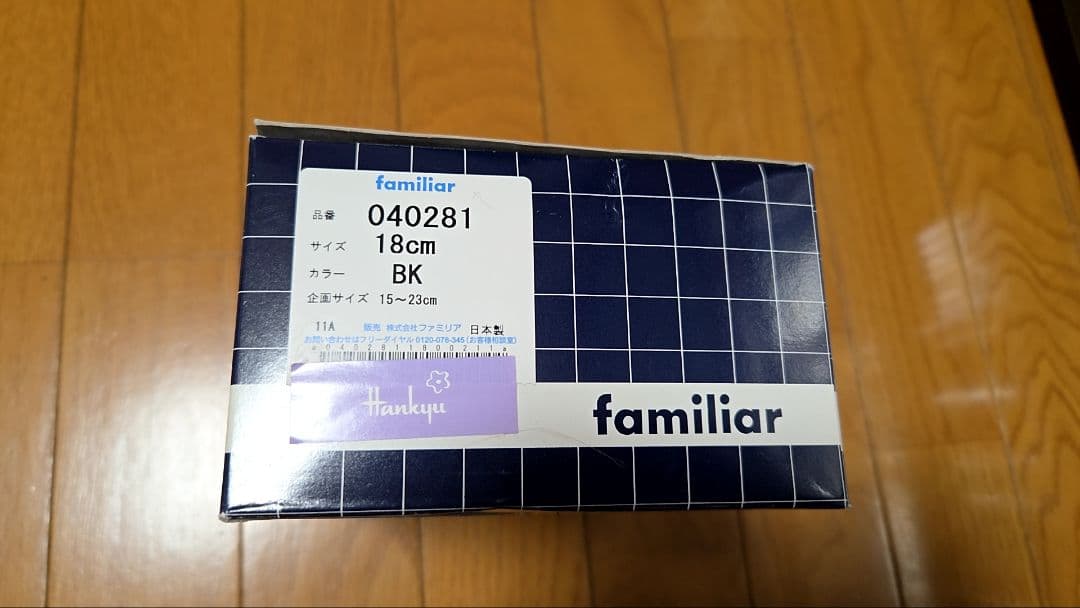 familiar
品番 040281
サイズ 18cm
カラー BK
企画サイズ 15～23cm
11A 販売 株式会社ファミリア 日本製
お問い合わせはフリーダイヤル 0120-078-345 (お客様相談室)
a040281180021 1a
Hankyu
familiar